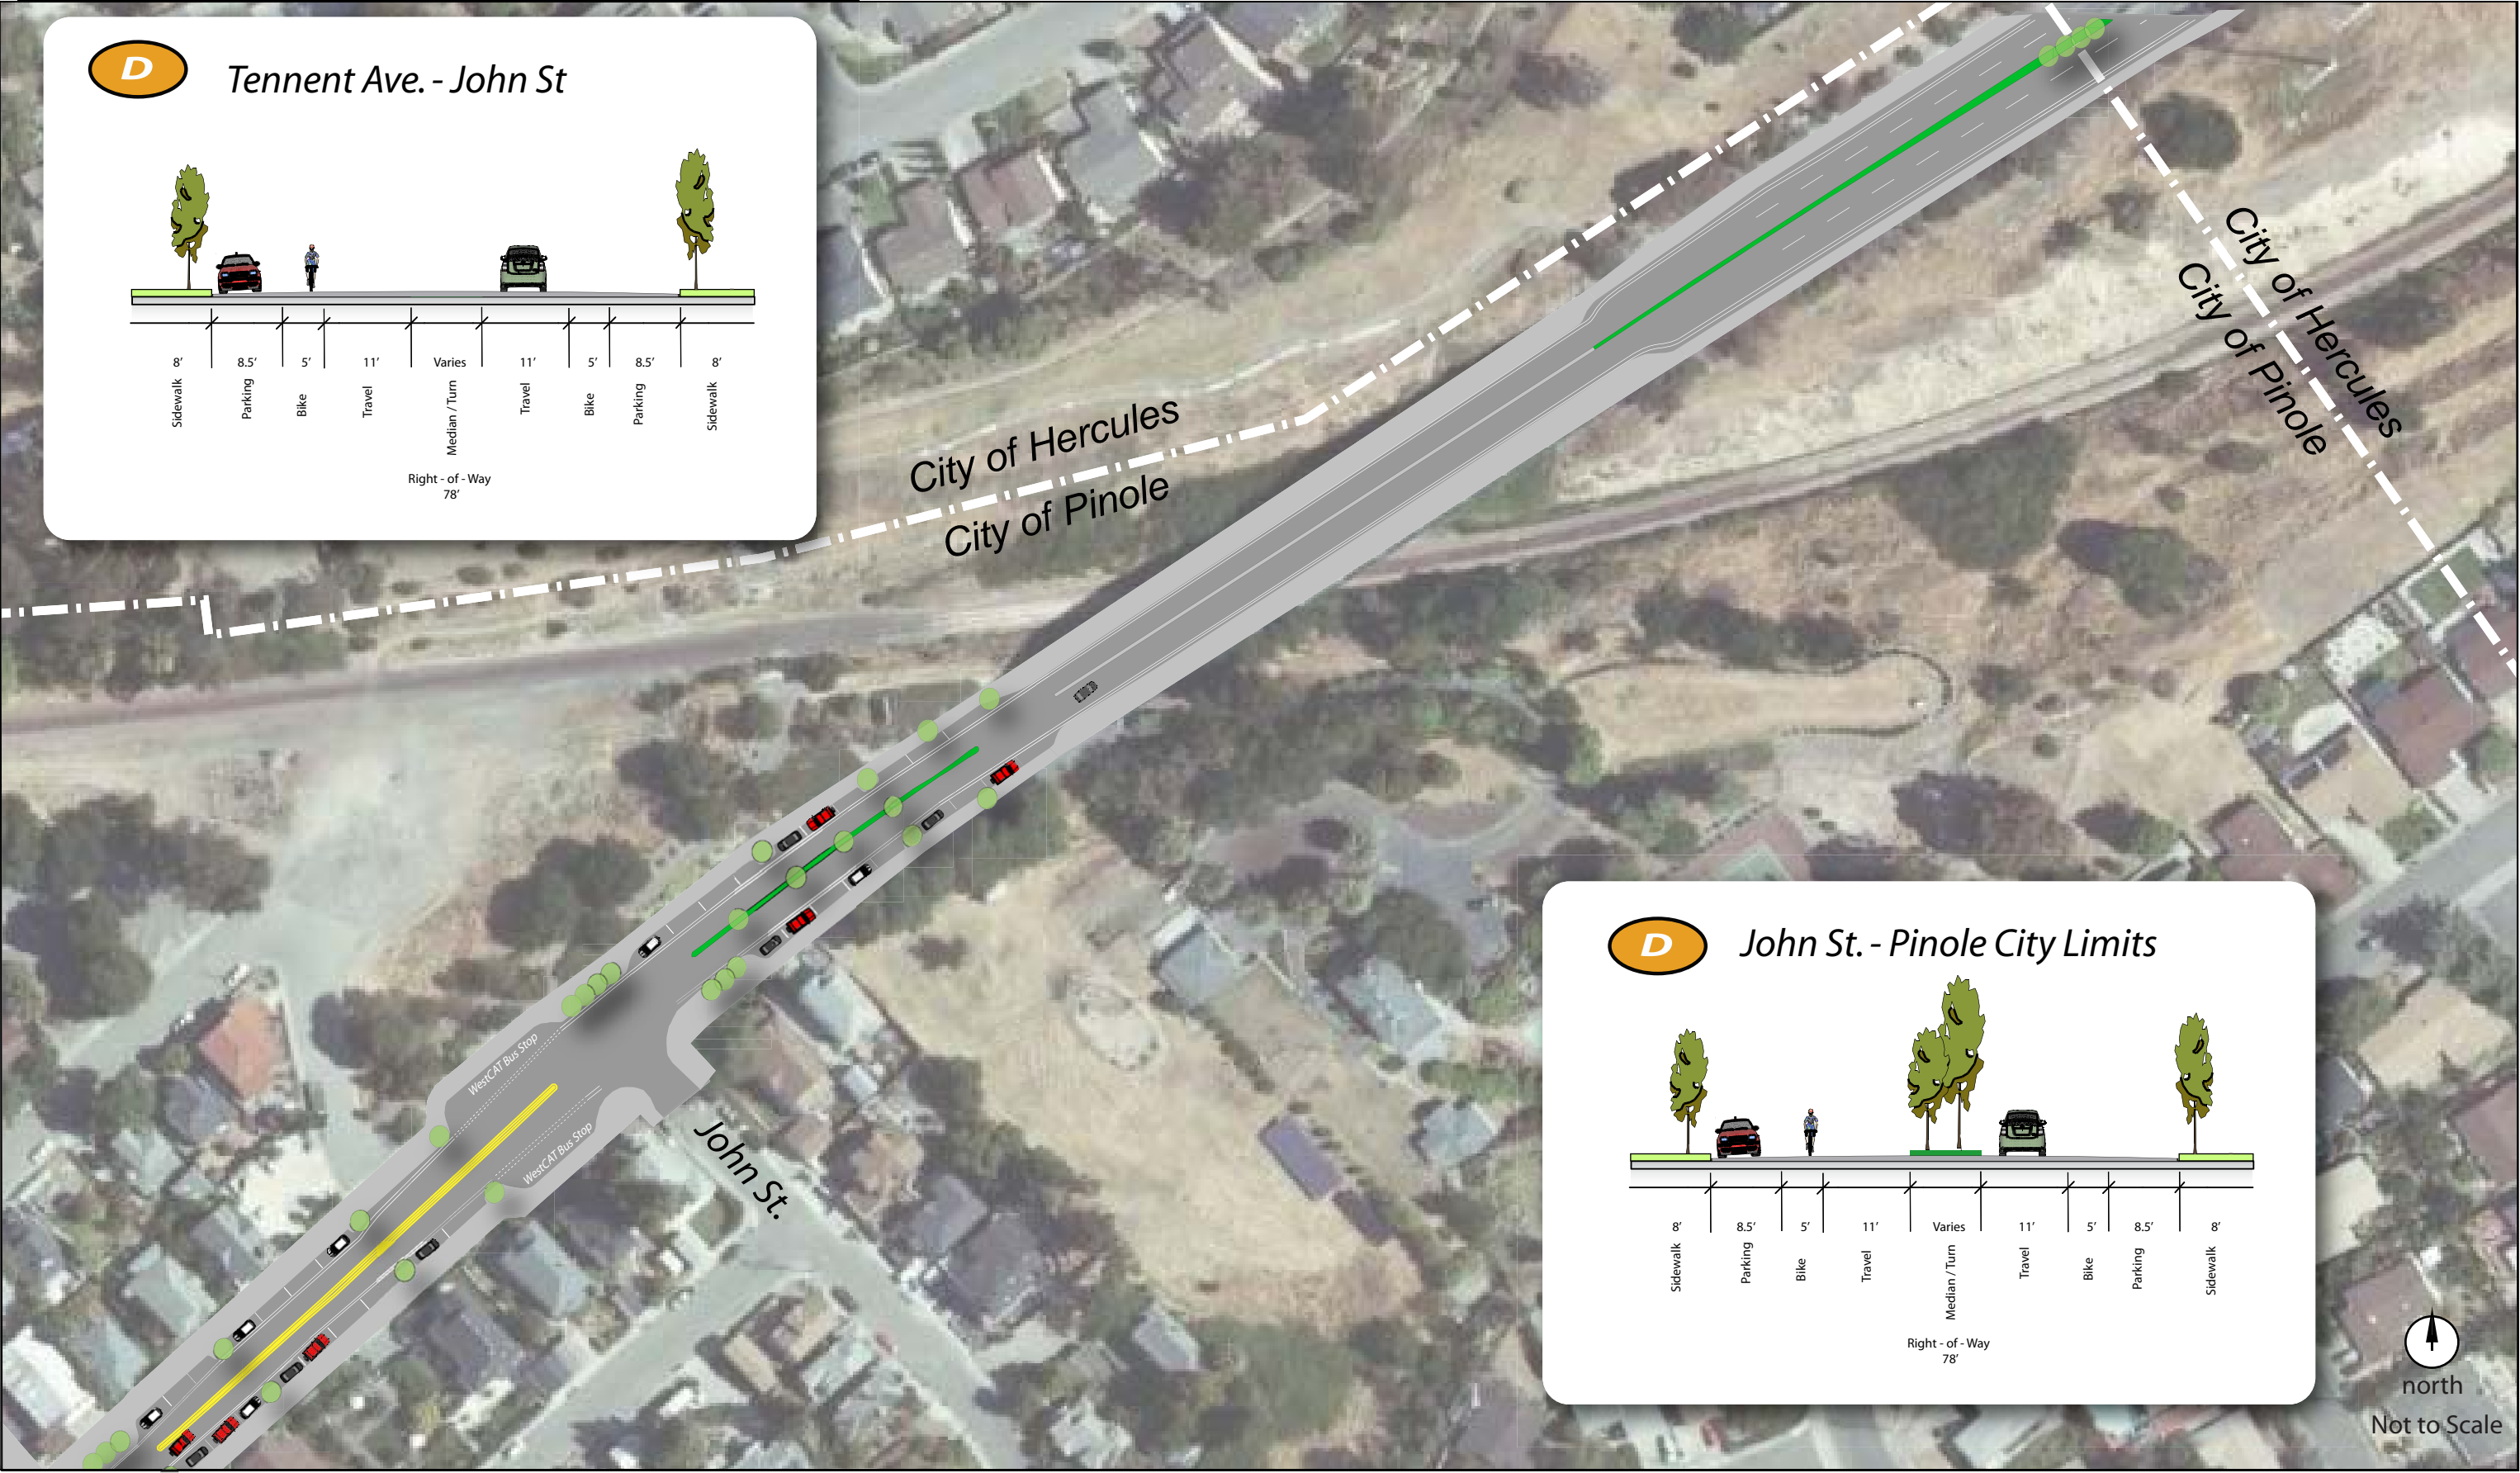 D
Tennent Ave. - John St
8’ 8.5’ 5’ 11’ Varies 11’ 5’ 8.5’ 8’
Sidewalk Parking Bike Travel Median / Turn Travel Bike Parking Sidewalk
Right - of - Way
78’
City of Hercules
City of Pinole
City of Hercules
City of Pinole
WestCAT Bus Stop
WestCAT Bus Stop
John St.
D
John St. - Pinole City Limits
8’ 8.5’ 5’ 11’ Varies 11’ 5’ 8.5’ 8’
Sidewalk Parking Bike Travel Median / Turn Travel Bike Parking Sidewalk
Right - of - Way
78’
north
Not to Scale